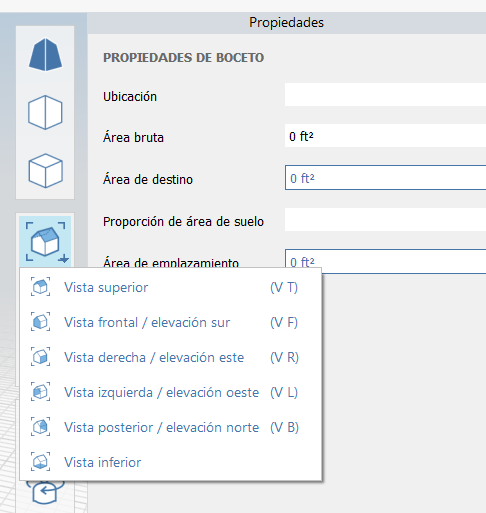 Propiedades
PROPIEDADES DE BOCETO
Ubicación
Área bruta 0 ft²
Área de destino 0 ft²
Proporción de área de suelo
Área de emplazamiento 0 ft²
Vista superior (V T)
Vista frontal / elevación sur (V F)
Vista derecha / elevación este (V R)
Vista izquierda / elevación oeste (V L)
Vista posterior / elevación norte (V B)
Vista inferior